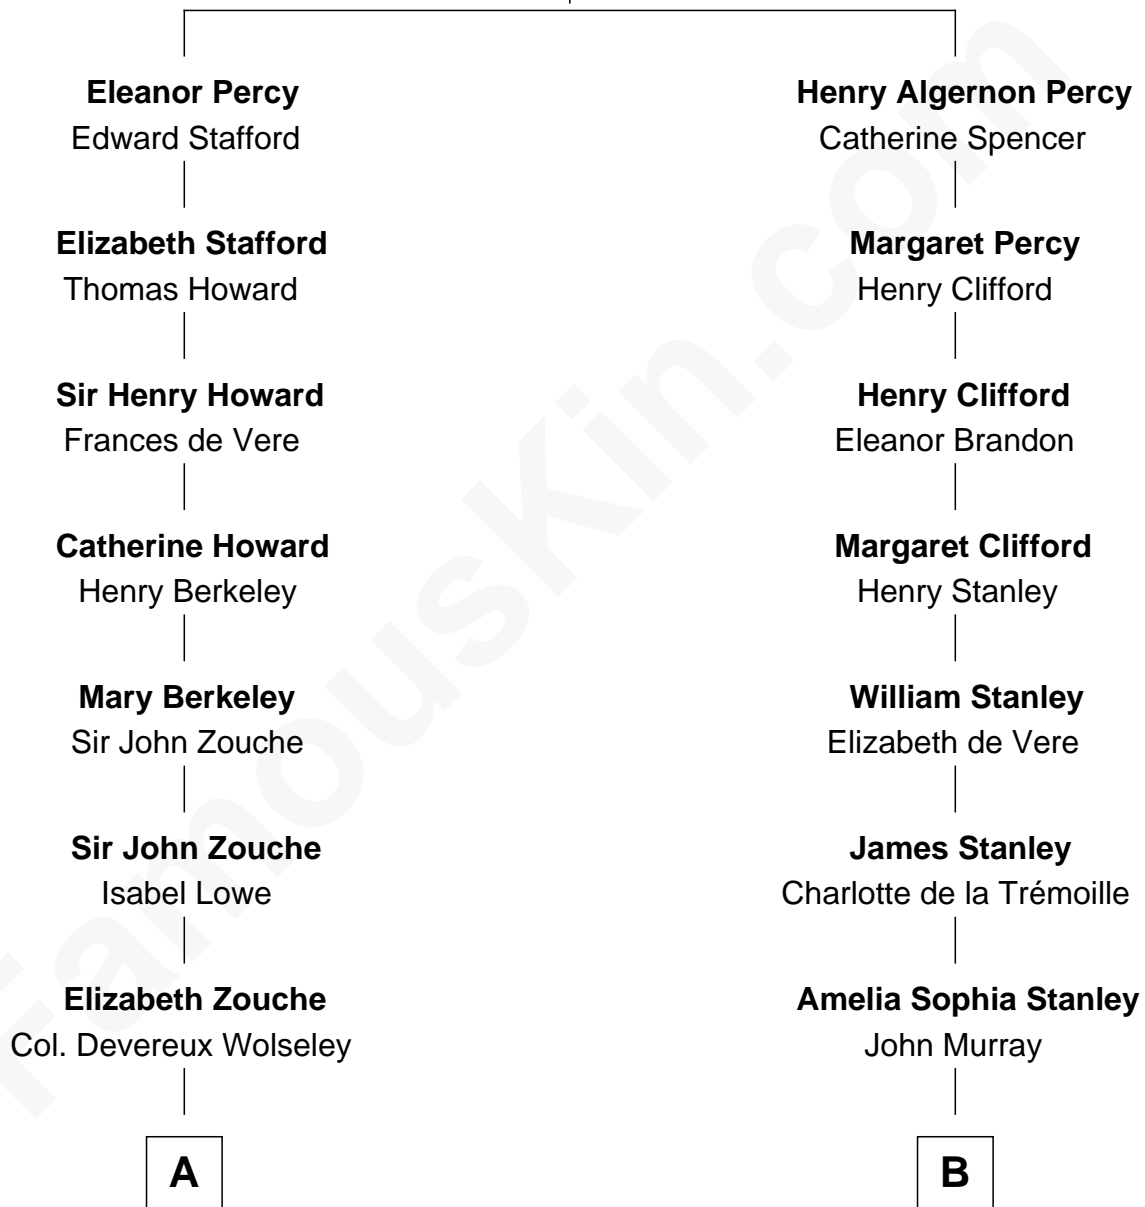 Eleanor Percy
Edward Stafford
Elizabeth Stafford
Thomas Howard
Sir Henry Howard
Frances de Vere
Catherine Howard
Henry Berkeley
Mary Berkeley
Sir John Zouche
Sir John Zouche
Isabel Lowe
Elizabeth Zouche
Col. Devereux Wolseley
A
Henry Algernon Percy
Catherine Spencer
Margaret Percy
Henry Clifford
Henry Clifford
Eleanor Brandon
Margaret Clifford
Henry Stanley
William Stanley
Elizabeth de Vere
James Stanley
Charlotte de la Trémoille
Amelia Sophia Stanley
John Murray
B
FamousKin.com